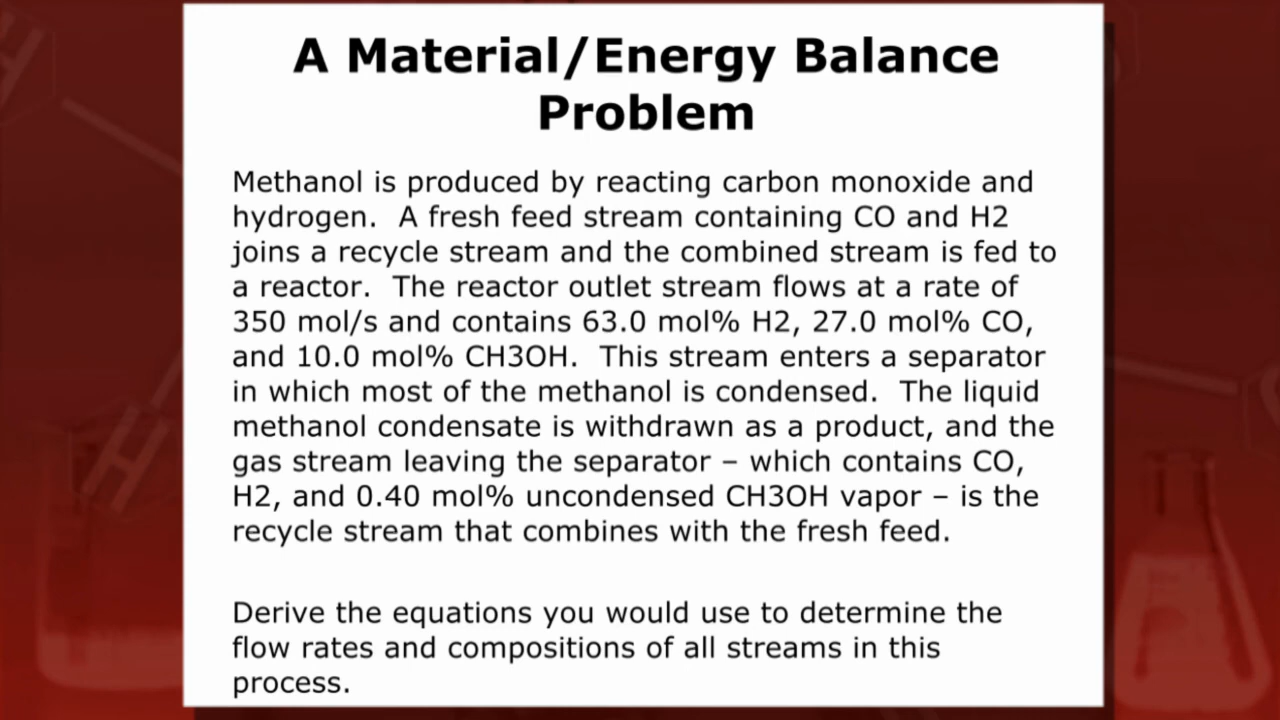 A Material/Energy Balance
Problem
Methanol is produced by reacting carbon monoxide and
hydrogen.  A fresh feed stream containing CO and H2
joins a recycle stream and the combined stream is fed to
a reactor.  The reactor outlet stream flows at a rate of
350 mol/s and contains 63.0 mol% H2, 27.0 mol% CO,
and 10.0 mol% CH3OH.  This stream enters a separator
in which most of the methanol is condensed.  The liquid
methanol condensate is withdrawn as a product, and the
gas stream leaving the separator – which contains CO,
H2, and 0.40 mol% uncondensed CH3OH vapor – is the
recycle stream that combines with the fresh feed.
Derive the equations you would use to determine the
flow rates and compositions of all streams in this
process.